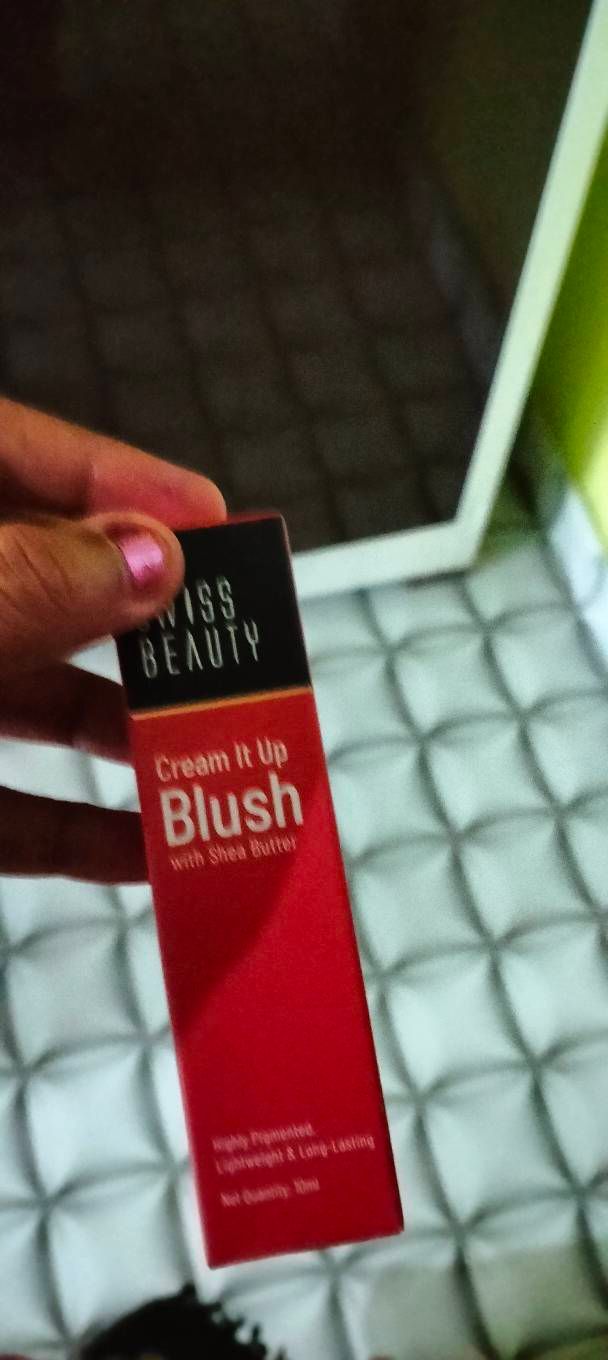 SWISS
BEAUTY
Cream It Up
Blush
with Shea Butter
Highly Pigmented,
Lightweight & Long-Lasting
Net Quantity: 10ml